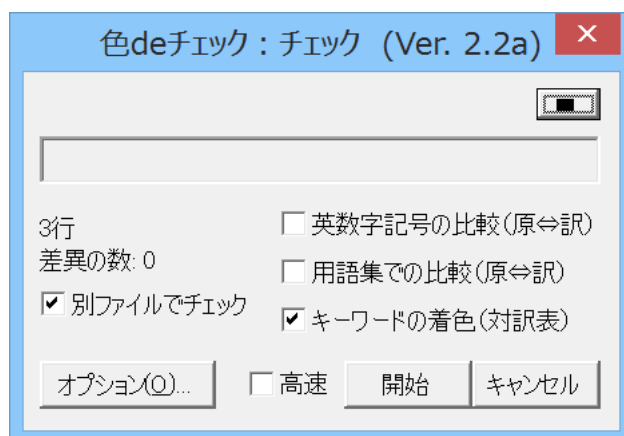 色deチェック：チェック (Ver. 2.2a)
3行
差異の数: 0
別ファイルでチェック
英数字記号の比較(原⇔訳)
用語集での比較(原⇔訳)
キーワードの着色(対訳表)
オプション(O)...
高速
開始
キャンセル